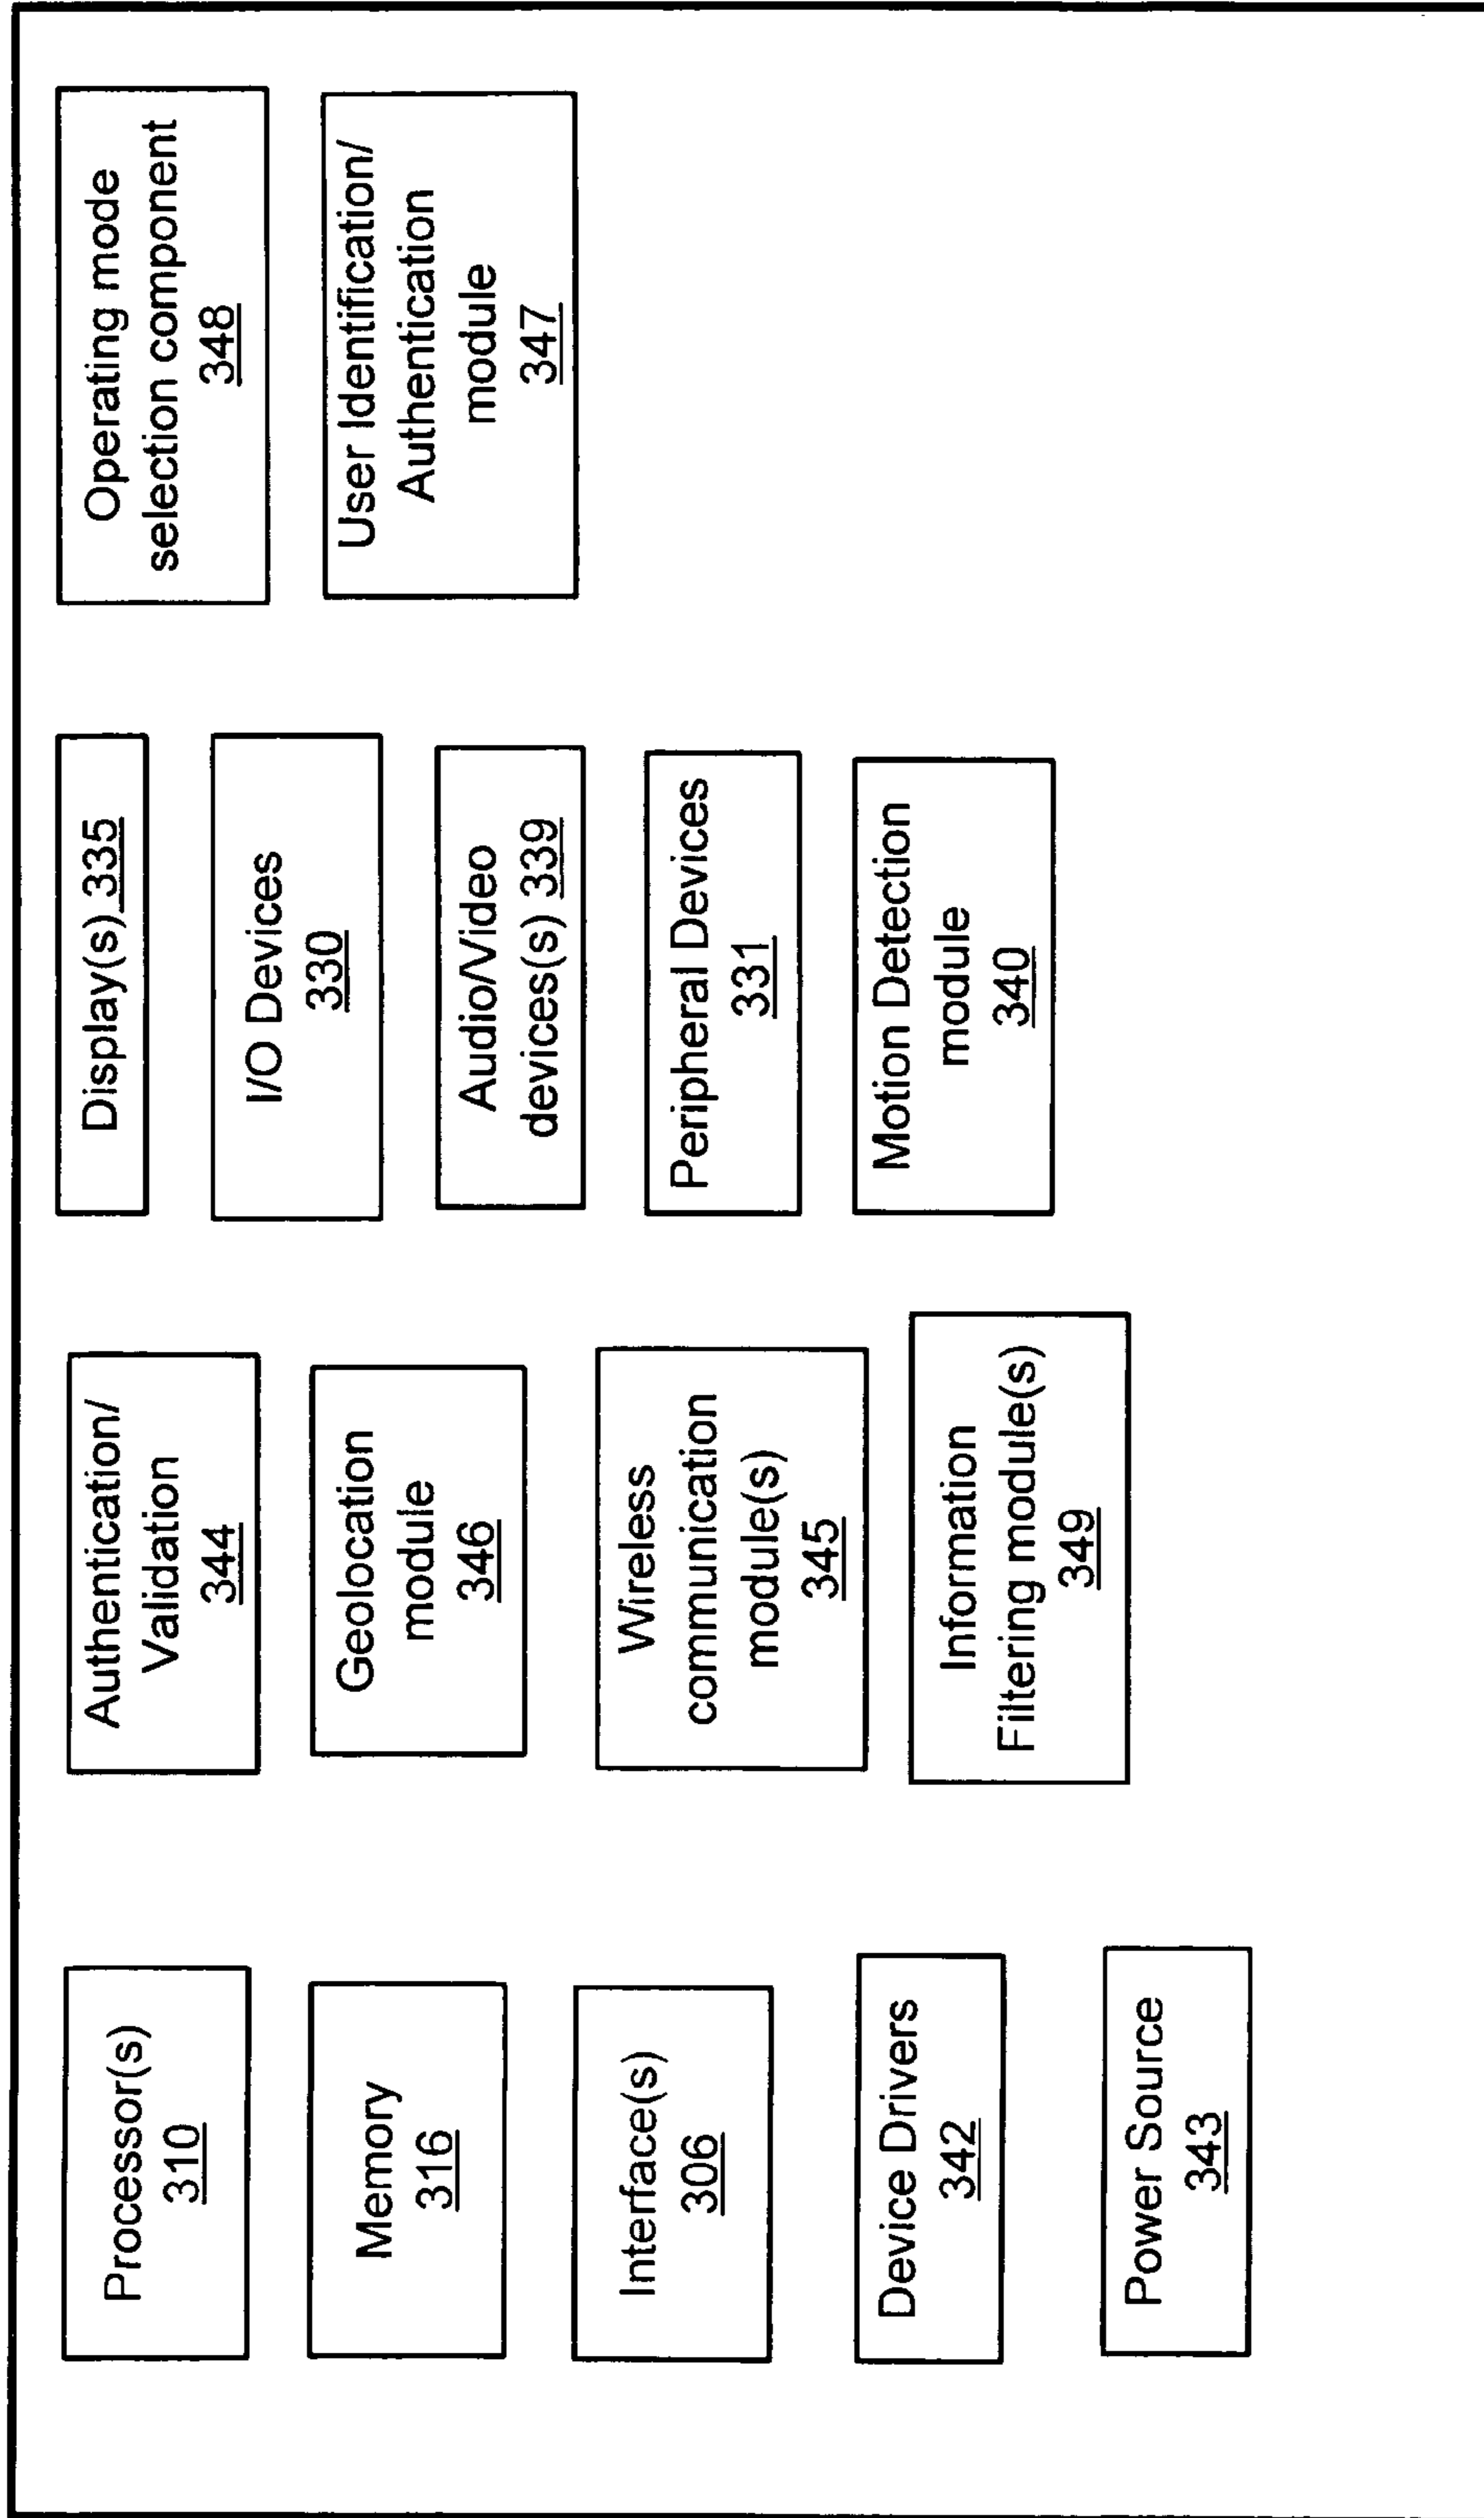 Processor(s)
310
Memory
316
Interface(s)
306
Device Drivers
342
Power Source
343
Authentication/
Validation
344
Geolocation
module
346
Wireless
communication
module(s)
345
Information
Filtering module(s)
349
Display(s) 335
I/O Devices
330
Audio/Video
devices(s) 339
Peripheral Devices
331
Motion Detection
module
340
Operating mode
selection component
348
User Identification/
Authentication
module
347